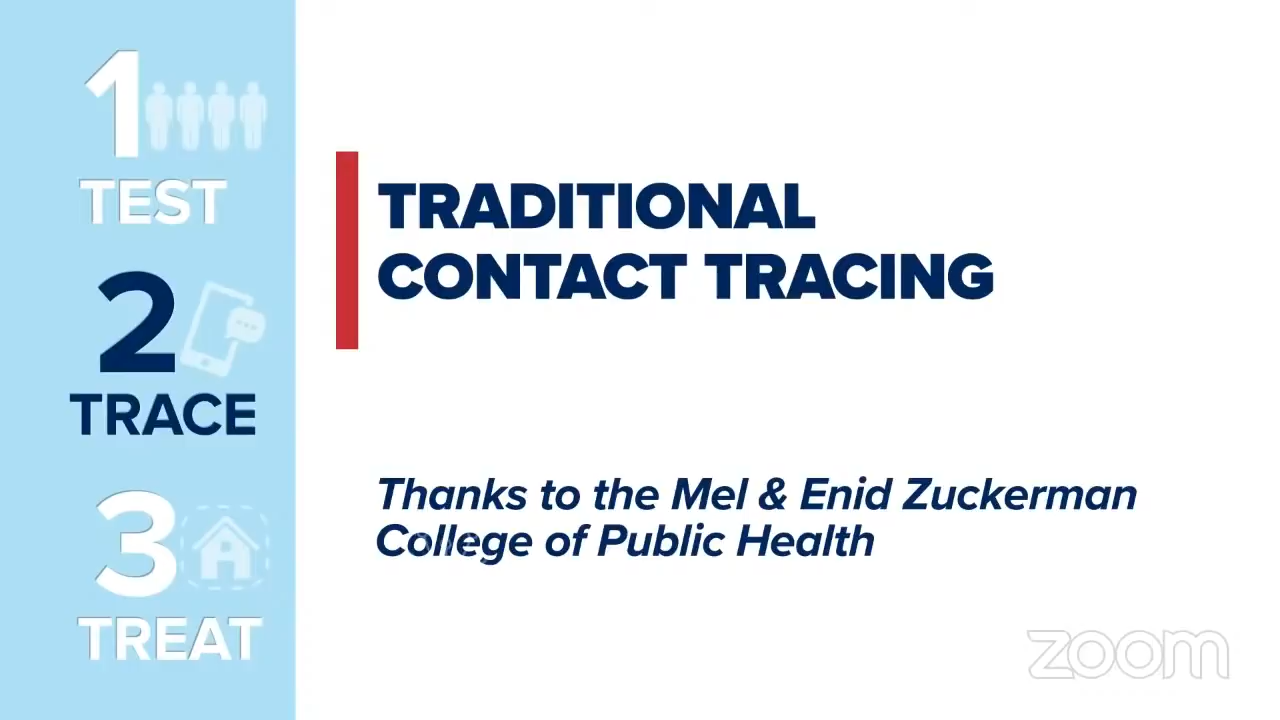 1
TEST
2
TRACE
3
TREAT
TRADITIONAL
CONTACT TRACING
Thanks to the Mel & Enid Zuckerman
College of Public Health
zoom